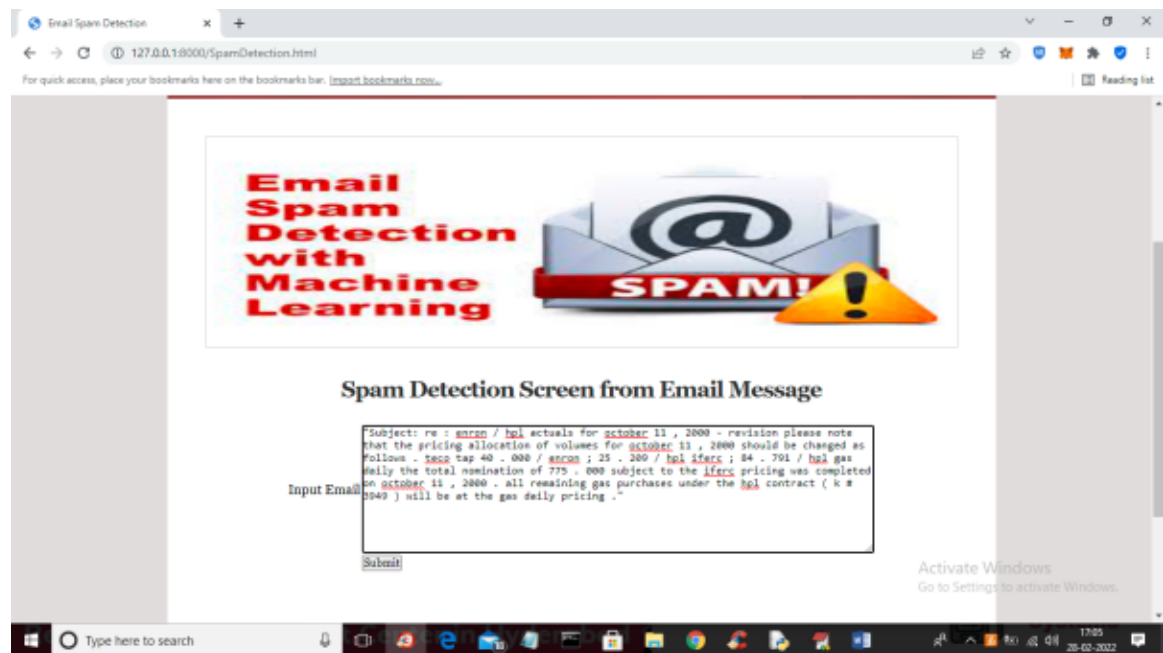 Email Spam Detection
127.0.0.1:8000/SpamDetection.html
For quick access, place your bookmarks here on the bookmarks bar. Import bookmarks now...
Reading list
Email
Spam
Detection
with
Machine
Learning
@
SPAM!
Spam Detection Screen from Email Message
Input Email
"Subject: re : enron / hpl actuals for october 11 , 2000 - revision please note
that the pricing allocation of volumes for october 11 , 2000 should be changed as
follows . teco tap 40 . 000 / enron ; 25 . 209 / hpl iferc ; 84 . 791 / hpl gas
daily the total nomination of 775 . 000 subject to the iferc pricing was completed
on october 11 , 2000 . all remaining gas purchases under the hpl contract ( k #
3949 ) will be at the gas daily pricing ."
Submit
Activate Windows
Go to Settings to activate Windows.
Type here to search
17:05
28-02-2022